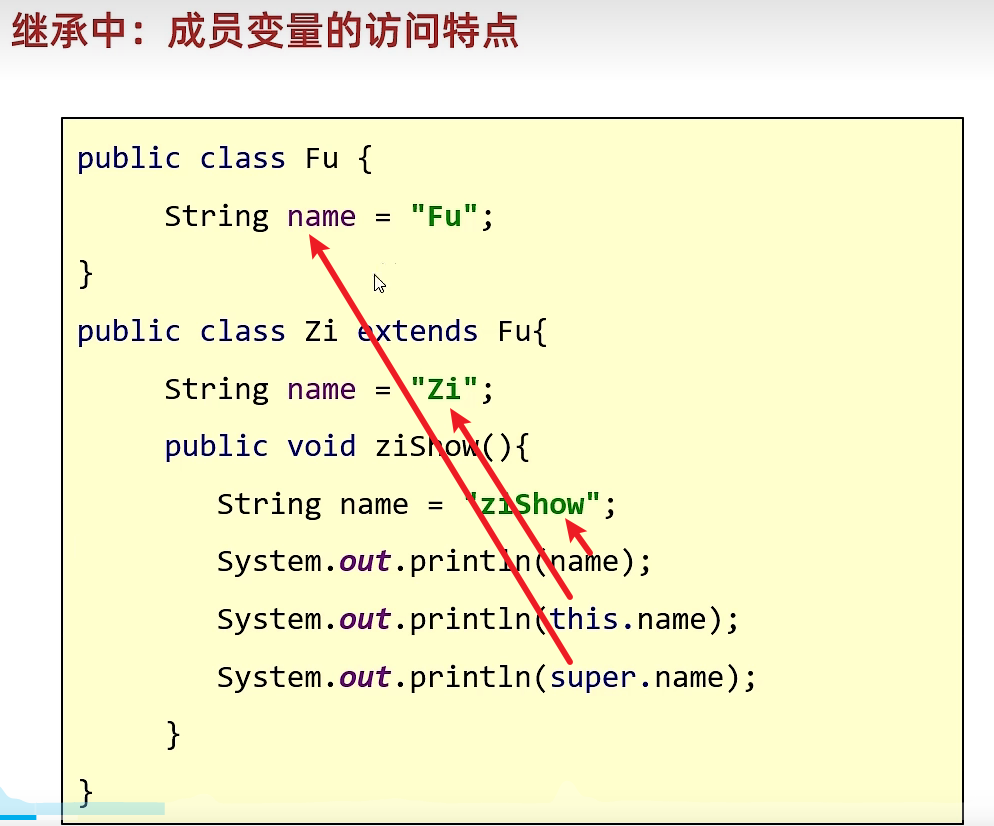 继承中：成员变量的访问特点
public class Fu {
String name = "Fu";
}
public class Zi extends Fu{
String name = "Zi";
public void ziShow(){
String name = "ziShow";
System.out.println(name);
System.out.println(this.name);
System.out.println(super.name);
}
}